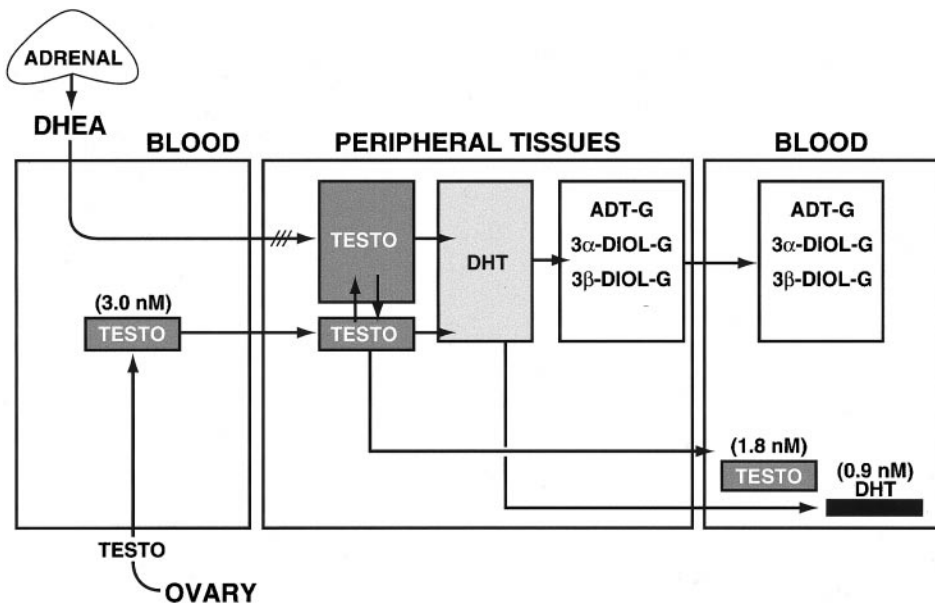 ADRENAL
DHEA
BLOOD
PERIPHERAL TISSUES
BLOOD
TESTO
DHT
ADT-G
3α-DIOL-G
3β-DIOL-G
ADT-G
3α-DIOL-G
3β-DIOL-G
(3.0 nM)
TESTO
TESTO
(1.8 nM)
TESTO
(0.9 nM)
DHT
TESTO
OVARY